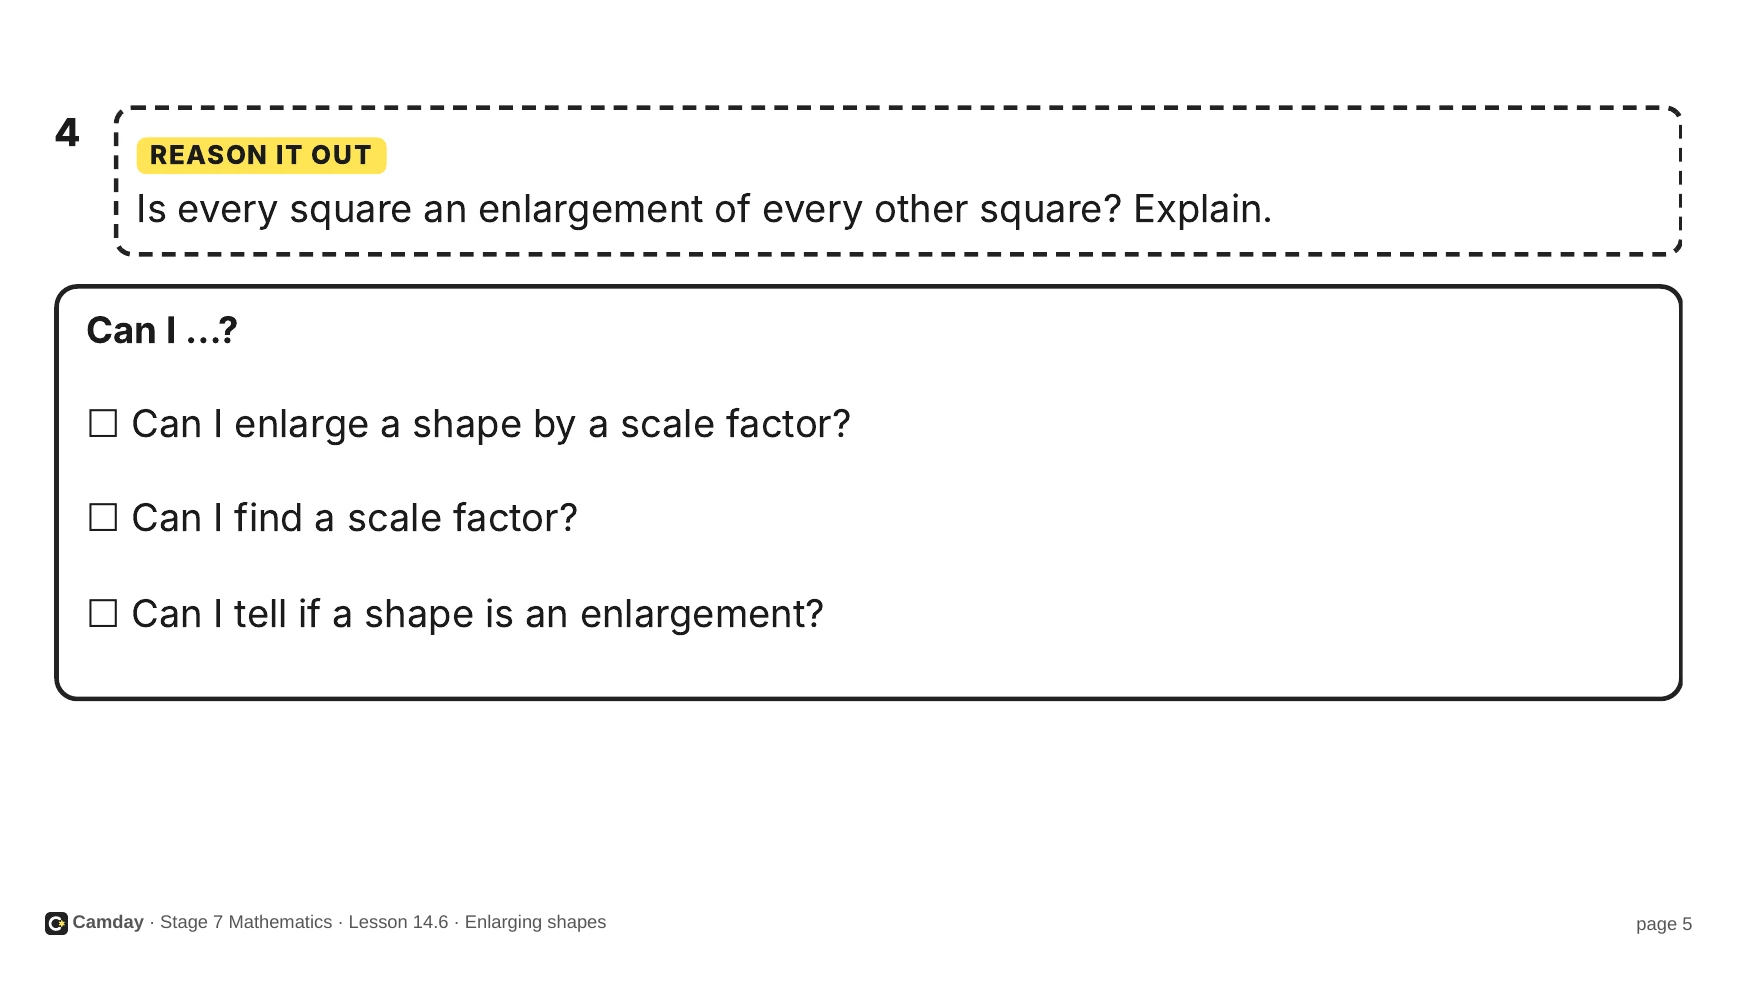 4
REASON IT OUT
Is every square an enlargement of every other square? Explain.
Can I ...?
☐ Can I enlarge a shape by a scale factor?
☐ Can I find a scale factor?
☐ Can I tell if a shape is an enlargement?
Camday · Stage 7 Mathematics · Lesson 14.6 · Enlarging shapes
page 5